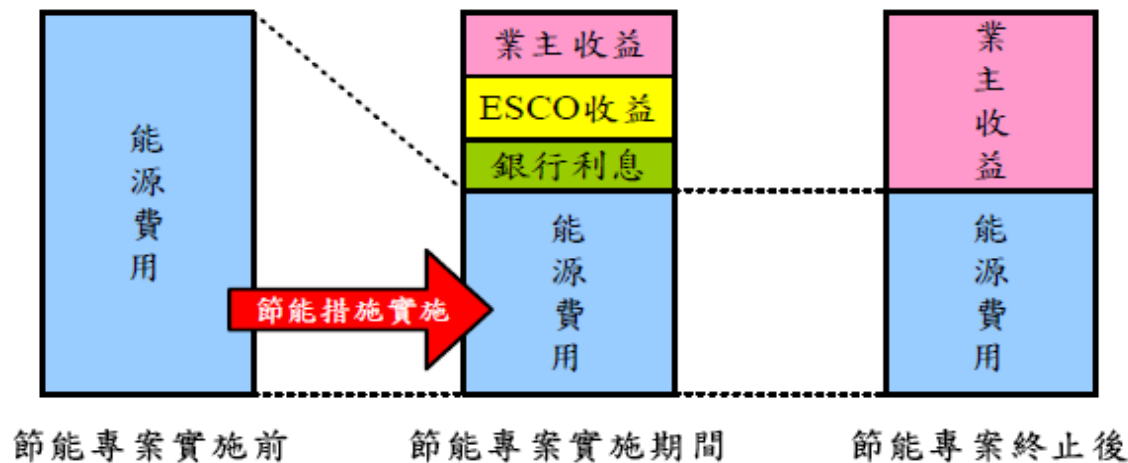 能源費用
節能措施實施
業主收益
ESCO收益
銀行利息
能源費用
業主收益
能源費用
節能專案實施前
節能專案實施期間
節能專案終止後